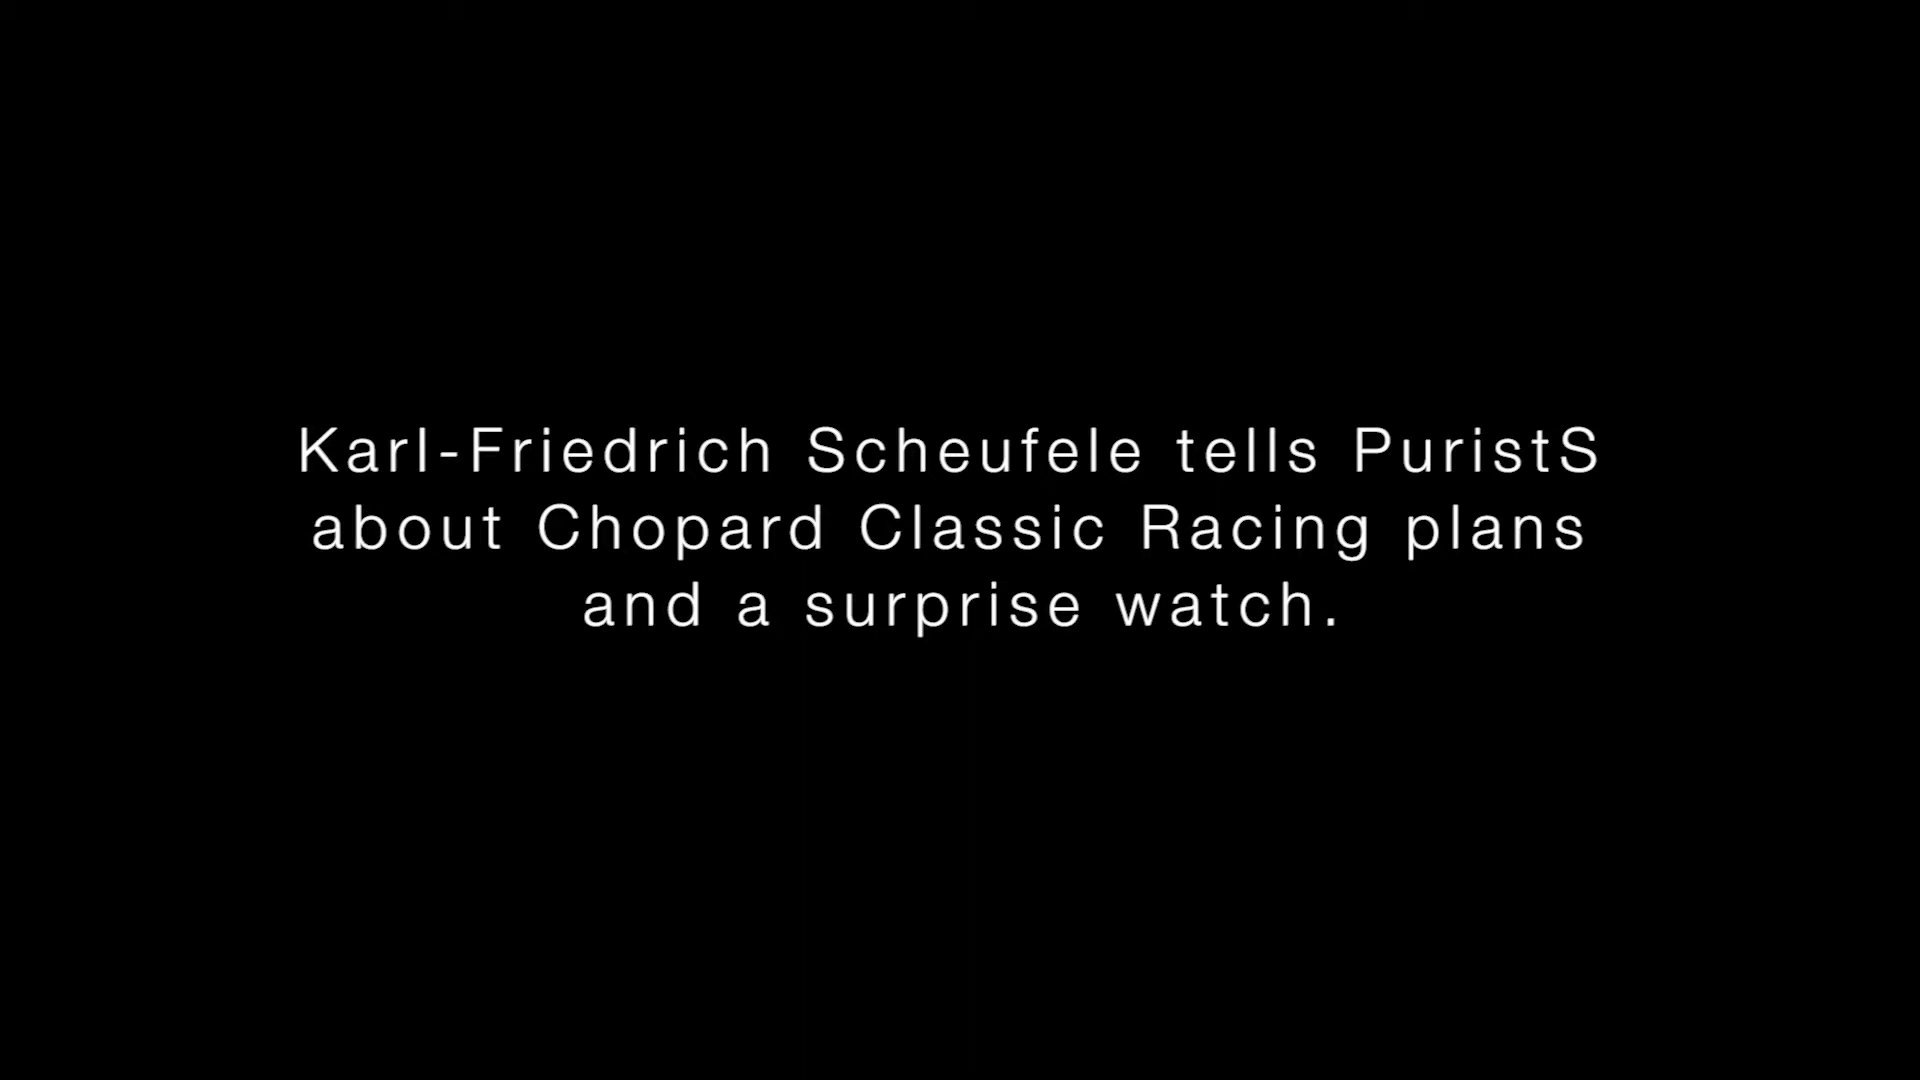 Karl-Friedrich Scheufele tells PuristS
about Chopard Classic Racing plans
and a surprise watch.